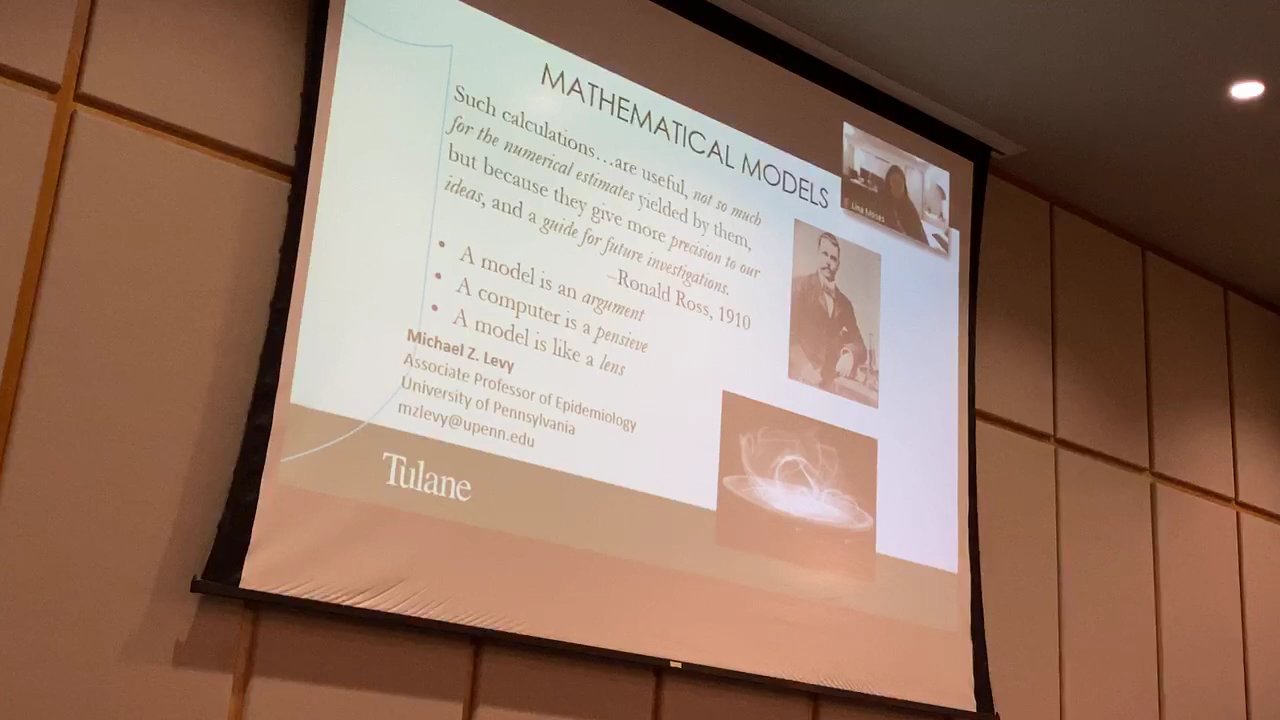 MATHEMATICAL MODELS
Such calculations…are useful, not so much
for the numerical estimates yielded by them,
but because they give more precision to our
ideas, and a guide for future investigations.
–Ronald Ross, 1910
• A model is an argument
• A computer is a pensieve
• A model is like a lens
Michael Z. Levy
Associate Professor of Epidemiology
University of Pennsylvania
mzlevy@upenn.edu
Tulane
Lina Moses